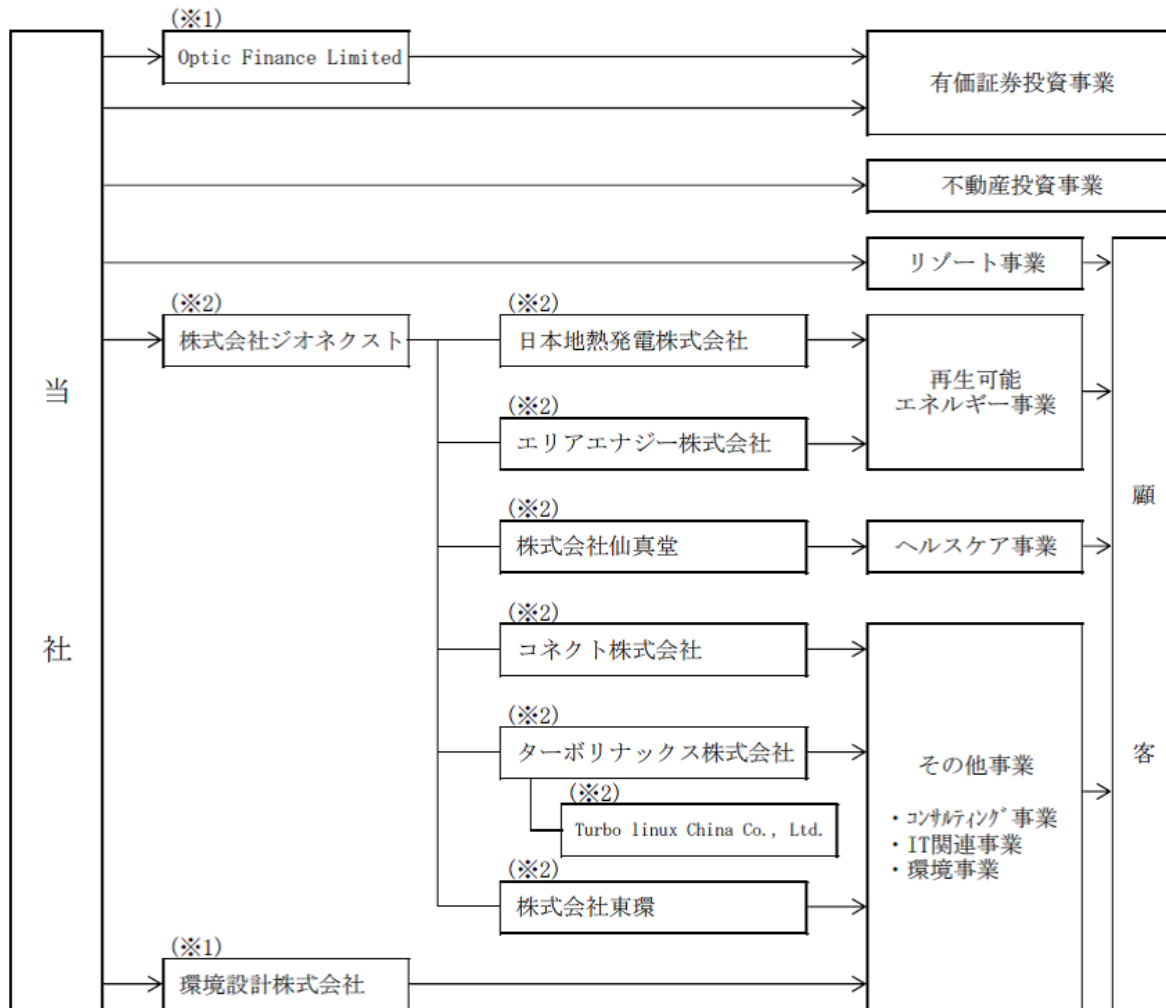 (※1)
Optic Finance Limited
有価証券投資事業
不動産投資事業
リゾート事業
(※2)
株式会社ジオネクスト
(※2)
日本地熱発電株式会社
再生可能
エネルギー事業
当
(※2)
エリアエナジー株式会社
顧
(※2)
株式会社仙真堂
ヘルスケア事業
(※2)
コネクト株式会社
社
(※2)
ターボリナックス株式会社
その他事業
客
(※2)
Turbo linux China Co., Ltd.
・ｺﾝｻﾙﾃｨﾝｸﾞ事業
・IT関連事業
・環境事業
(※2)
株式会社東環
(※1)
環境設計株式会社